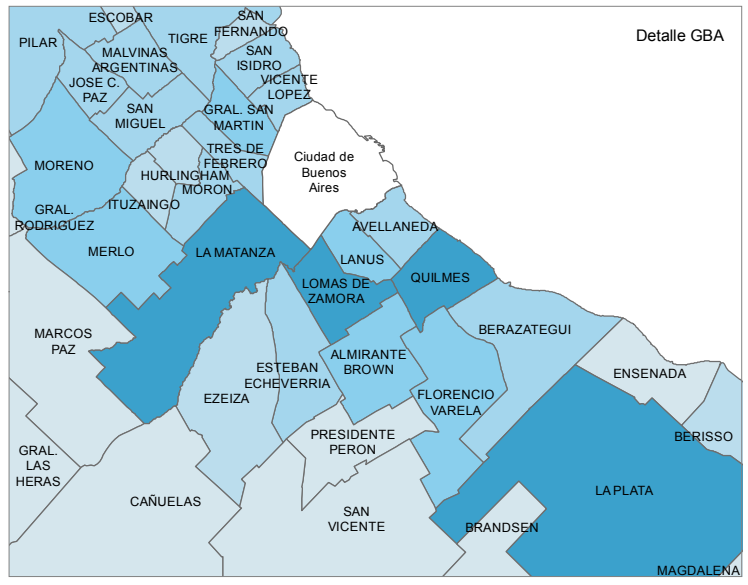 ESCOBAR
SAN
FERNANDO
PILAR
TIGRE
Detalle GBA
MALVINAS
ARGENTINAS
SAN
ISIDRO
JOSE C.
PAZ
VICENTE
LOPEZ
SAN
MIGUEL
GRAL. SAN
MARTIN
TRES DE
FEBRERO
Ciudad de
Buenos
Aires
MORENO
HURLINGHAM
MORON
ITUZAINGO
GRAL.
RODRIGUEZ
AVELLANEDA
MERLO
LA MATANZA
LANUS
LOMAS DE
ZAMORA
QUILMES
MARCOS
PAZ
BERAZATEGUI
ALMIRANTE
BROWN
ESTEBAN
ECHEVERRIA
ENSENADA
EZEIZA
FLORENCIO
VARELA
PRESIDENTE
PERON
BERISSO
GRAL.
LAS
HERAS
CAÑUELAS
LA PLATA
SAN
VICENTE
BRANDSEN
MAGDALENA